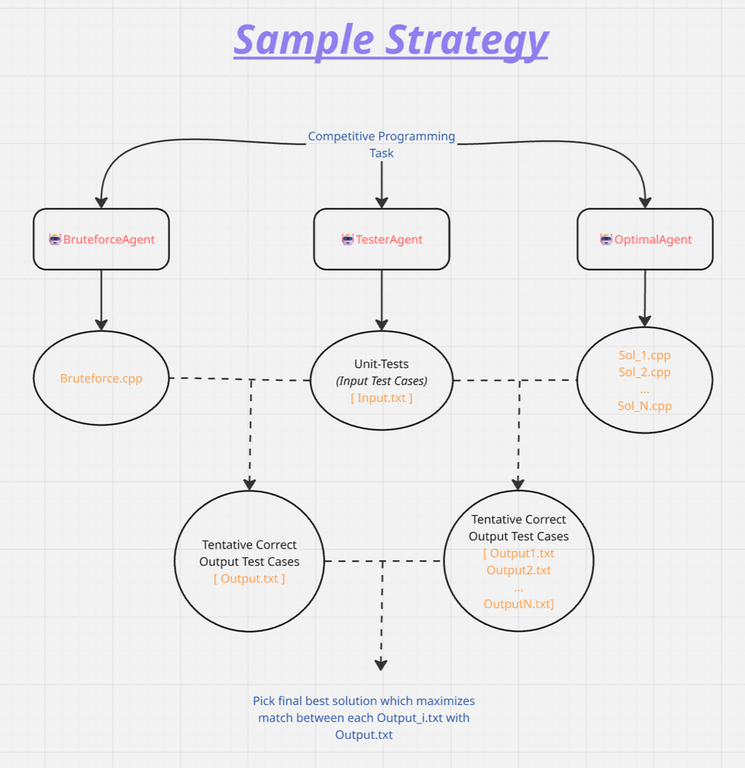 Sample Strategy
Competitive Programming
Task
BruteforceAgent
TesterAgent
OptimalAgent
Bruteforce.cpp
Unit-Tests
(Input Test Cases)
[ Input.txt ]
Sol_1.cpp
Sol_2.cpp
...
Sol_N.cpp
Tentative Correct
Output Test Cases
[ Output.txt ]
Tentative Correct
Output Test Cases
[ Output1.txt
Output2.txt
...
OutputN.txt]
Pick final best solution which maximizes
match between each Output_i.txt with
Output.txt